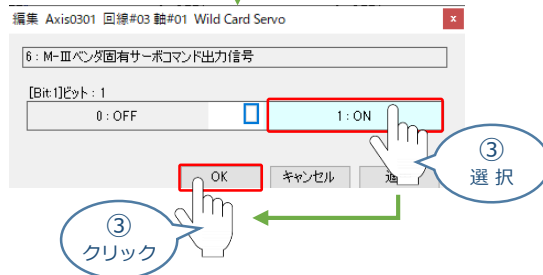 編集 Axis0301 回線#03 軸#01 Wild Card Servo
x
6 : M-Ⅲベンダ固有サーボコマンド出力信号
[Bit:1]ビット : 1
0 : OFF
1 : ON
③
選 択
OK
キャンセル
③
クリック